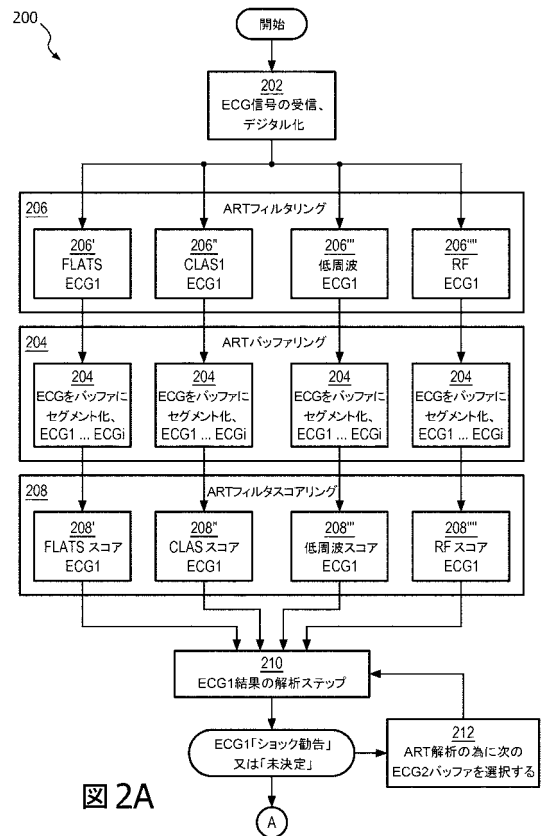 200
開始
202
ECG信号の受信、
デジタル化
206
ARTフィルタリング
206'
FLATS
ECG1
206"
CLAS1
ECG1
206'"
低周波
ECG1
206""
RF
ECG1
204
ARTバッファリング
204
ECGをバッファに
セグメント化、
ECG1 ... ECGi
204
ECGをバッファに
セグメント化、
ECG1 ... ECGi
204
ECGをバッファに
セグメント化、
ECG1 ... ECGi
204
ECGをバッファに
セグメント化、
ECG1 ... ECGi
208
ARTフィルタスコアリング
208'
FLATS スコア
ECG1
208"
CLAS スコア
ECG1
208'"
低周波スコア
ECG1
208""
RF スコア
ECG1
210
ECG1結果の解析ステップ
ECG1「ショック勧告」
又は「未決定」
212
ART解析の為に次の
ECG2バッファを選択する
図 2A
A